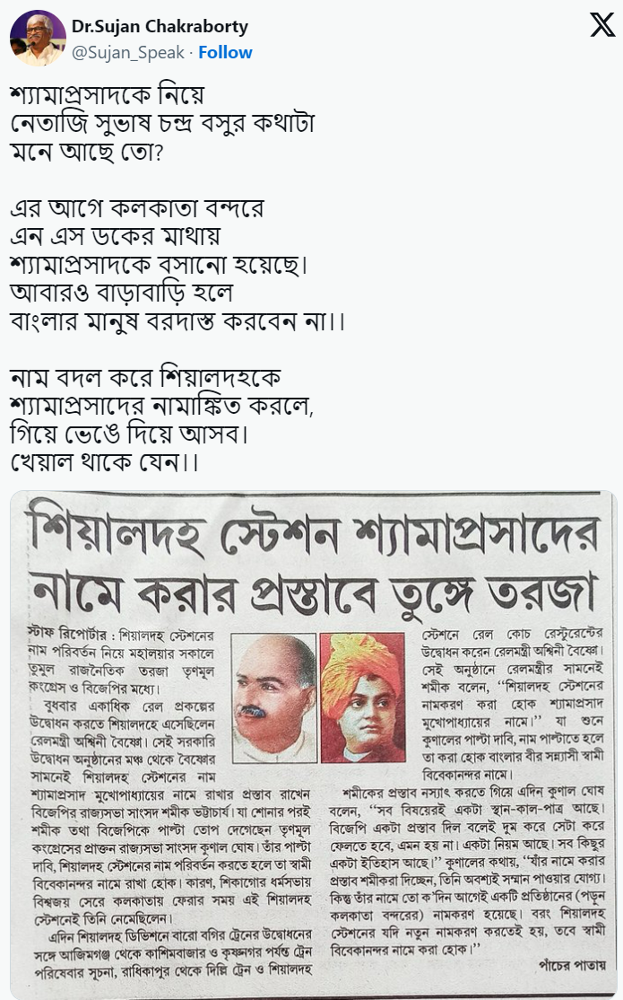 Dr.Sujan Chakraborty
@Sujan_Speak · Follow
শ্যামাপ্রসাদকে নিয়ে
নেতাজি সুভাষ চন্দ্র বসুর কথাটা
মনে আছে তো?
এর আগে কলকাতা বন্দরে
এন এস ডকের মাথায়
শ্যামাপ্রসাদকে বসানো হয়েছে।
আবারও বাড়াবাড়ি হলে
বাংলার মানুষ বরদাস্ত করবেন না।।
নাম বদল করে শিয়ালদহকে
শ্যামাপ্রসাদের নামাঙ্কিত করলে,
গিয়ে ভেঙে দিয়ে আসব।
খেয়াল থাকে যেন।।
শিয়ালদহ স্টেশন শ্যামাপ্রসাদের
নামে করার প্রস্তাবে তুঙ্গে তরজা
স্টাফ রিপোর্টার : শিয়ালদহ স্টেশনের
নাম পরিবর্তন নিয়ে মহালয়ার সকালে
তুমুল রাজনৈতিক তরজা তৃণমূল
কংগ্রেস ও বিজেপির মধ্যে।
বুধবার একাধিক রেল প্রকল্পের
উদ্বোধন করতে শিয়ালদহে এসেছিলেন
রেলমন্ত্রী অশ্বিনী বৈষ্ণো। সেই সরকারি
উদ্বোধন অনুষ্ঠানের মঞ্চ থেকে বৈষ্ণোর
সামনেই শিয়ালদহ স্টেশনের নাম
শ্যামাপ্রসাদ মুখোপাধ্যায়ের নামে রাখার প্রস্তাব রাখেন
বিজেপির রাজ্যসভা সাংসদ শমীক ভট্টাচার্য। যা শোনার পরই
শমীক তথা বিজেপিকে পাল্টা তোপ দেগেছেন তৃণমূল
কংগ্রেসের প্রাক্তন রাজ্যসভা সাংসদ কুণাল ঘোষ। তাঁর পাল্টা
দাবি, শিয়ালদহ স্টেশনের নাম পরিবর্তন করতে হলে তা স্বামী
বিবেকানন্দর নামে রাখা হোক। কারণ, শিকাগোর ধর্মসভায়
বিশ্বজয় সেরে কলকাতায় ফেরার সময় এই শিয়ালদহ
স্টেশনেই তিনি নেমেছিলেন।
এদিন শিয়ালদহ ডিভিশনে বারো বগির ট্রেনের উদ্বোধনের
সঙ্গে আজিমগঞ্জ থেকে কাশিমবাজার ও কৃষ্ণনগর পর্যন্ত ট্রেন
পরিষেবার সূচনা, রাধিকাপুর থেকে দিল্লি ট্রেন ও শিয়ালদহ
স্টেশনে রেল কোচ রেস্টুরেন্টের
উদ্বোধন করেন রেলমন্ত্রী অশ্বিনী বৈষ্ণো।
সেই অনুষ্ঠানে রেলমন্ত্রীর সামনেই
শমীক বলেন, “শিয়ালদহ স্টেশনের
নামকরণ করা হোক শ্যামাপ্রসাদ
মুখোপাধ্যায়ের নামে।” যা শুনে
কুণালের পাল্টা দাবি, নাম পাল্টাতে হলে
তা করা হোক বাংলার বীর সন্ন্যাসী স্বামী
বিবেকানন্দর নামে।
শমীকের প্রস্তাব নস্যাৎ করতে গিয়ে এদিন কুণাল ঘোষ
বলেন, “সব বিষয়েরই একটা স্থান-কাল-পাত্র আছে।
বিজেপি একটা প্রস্তাব দিল বলেই দুম করে সেটা করে
ফেলতে হবে, এমন হয় না। একটা নিয়ম আছে। সব কিছুর
একটা ইতিহাস আছে।” কুণালের কথায়, “যাঁর নামে করার
প্রস্তাব শমীকরা দিচ্ছেন, তিনি অবশ্যই সম্মান পাওয়ার যোগ্য।
কিন্তু তাঁর নামে তো ক'দিন আগেই একটি প্রতিষ্ঠানের (পড়ুন
কলকাতা বন্দরের) নামকরণ হয়েছে। বরং শিয়ালদহ
স্টেশনের যদি নতুন নামকরণ করতেই হয়, তবে স্বামী
বিবেকানন্দর নামে করা হোক।”
পাঁচের পাতায়